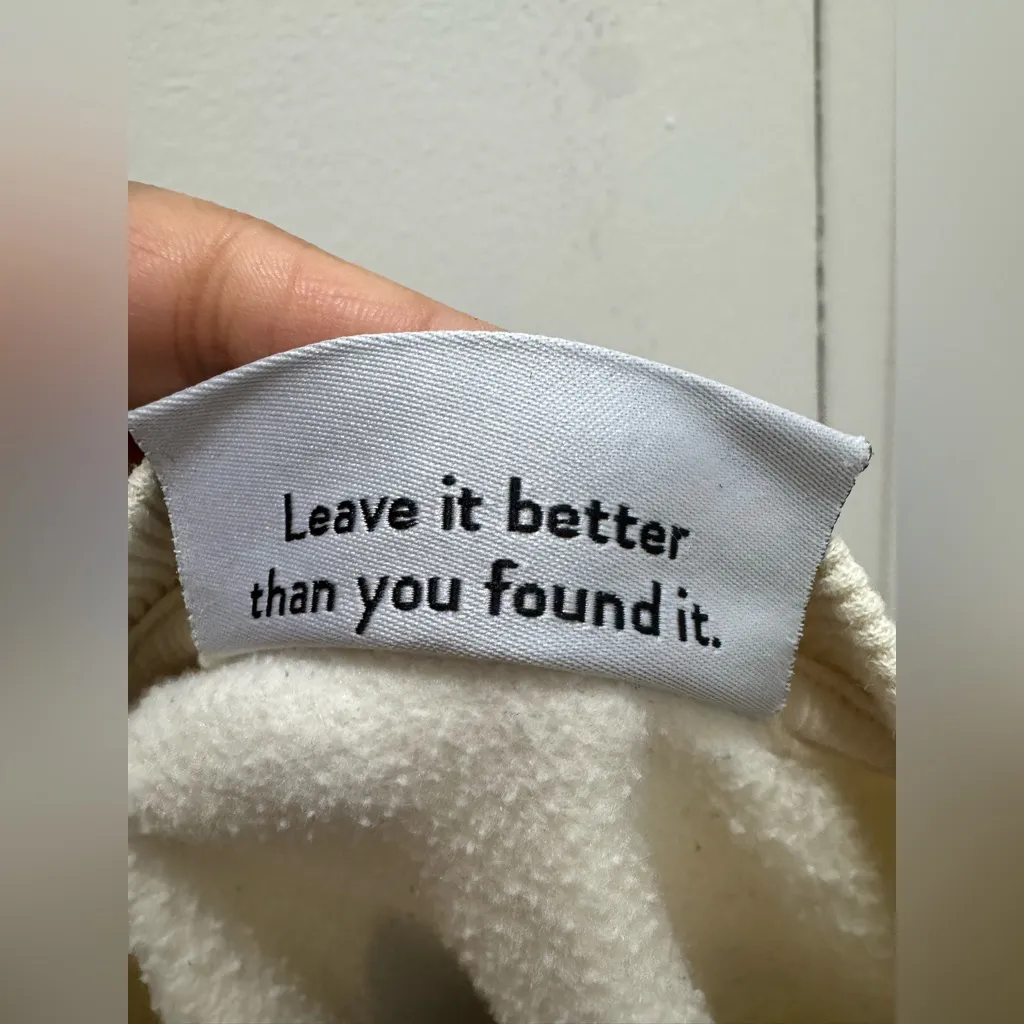 Leave it better
than you found it.